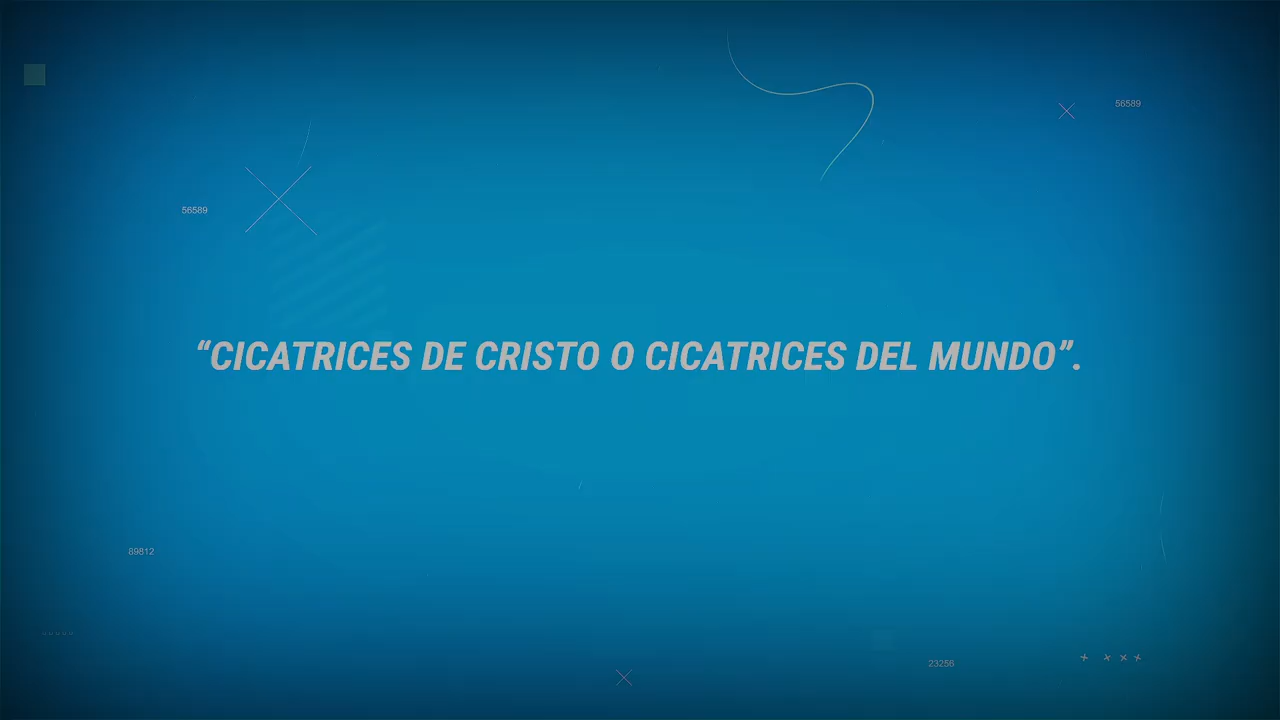 56589
56589
“CICATRICES DE CRISTO O CICATRICES DEL MUNDO”.
89812
23256